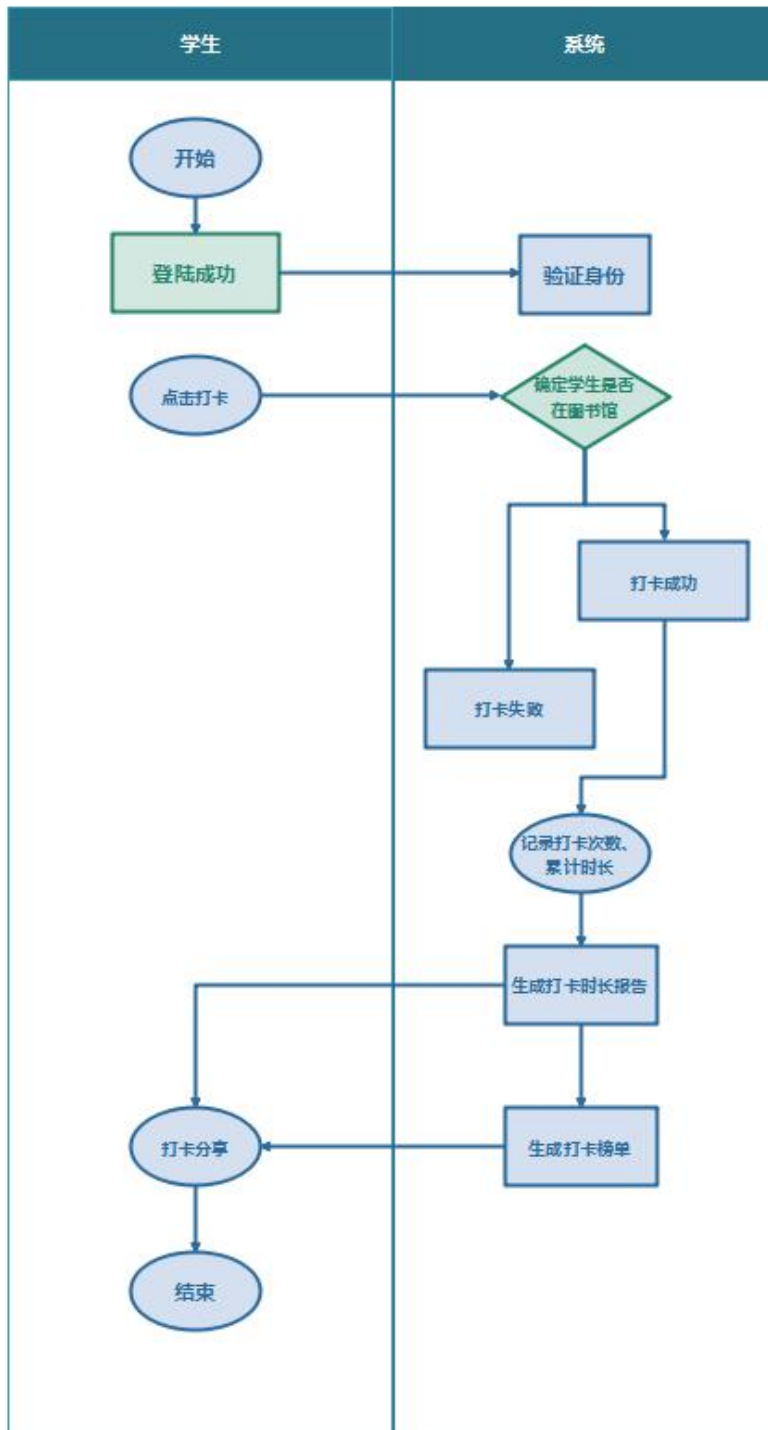 学生
系统
开始
登陆成功
验证身份
点击打卡
确定学生是否
在图书馆
打卡成功
打卡失败
记录打卡次数、
累计时长
生成打卡时长报告
打卡分享
生成打卡榜单
结束